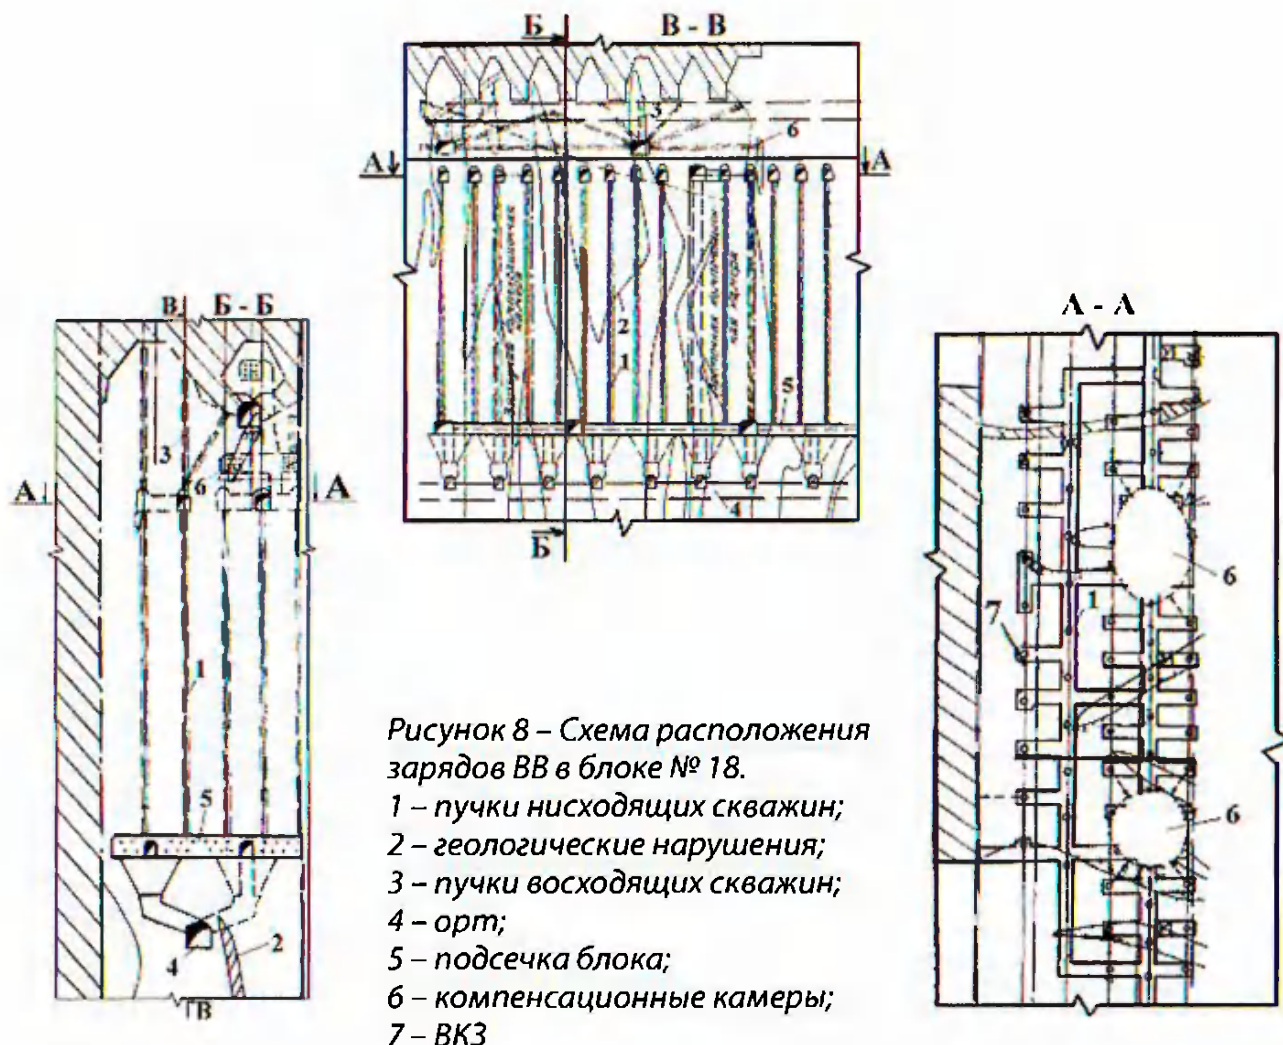 Б
В - В
3
6
А
А
2
1
5
4
Б
В
Б - Б
3
А
6
А
1
5
4
2
В
А - А
6
7
1
6
Рисунок 8 – Схема расположения
зарядов ВВ в блоке № 18.
1 – пучки нисходящих скважин;
2 – геологические нарушения;
3 – пучки восходящих скважин;
4 – орт;
5 – подсечка блока;
6 – компенсационные камеры;
7 – ВКЗ